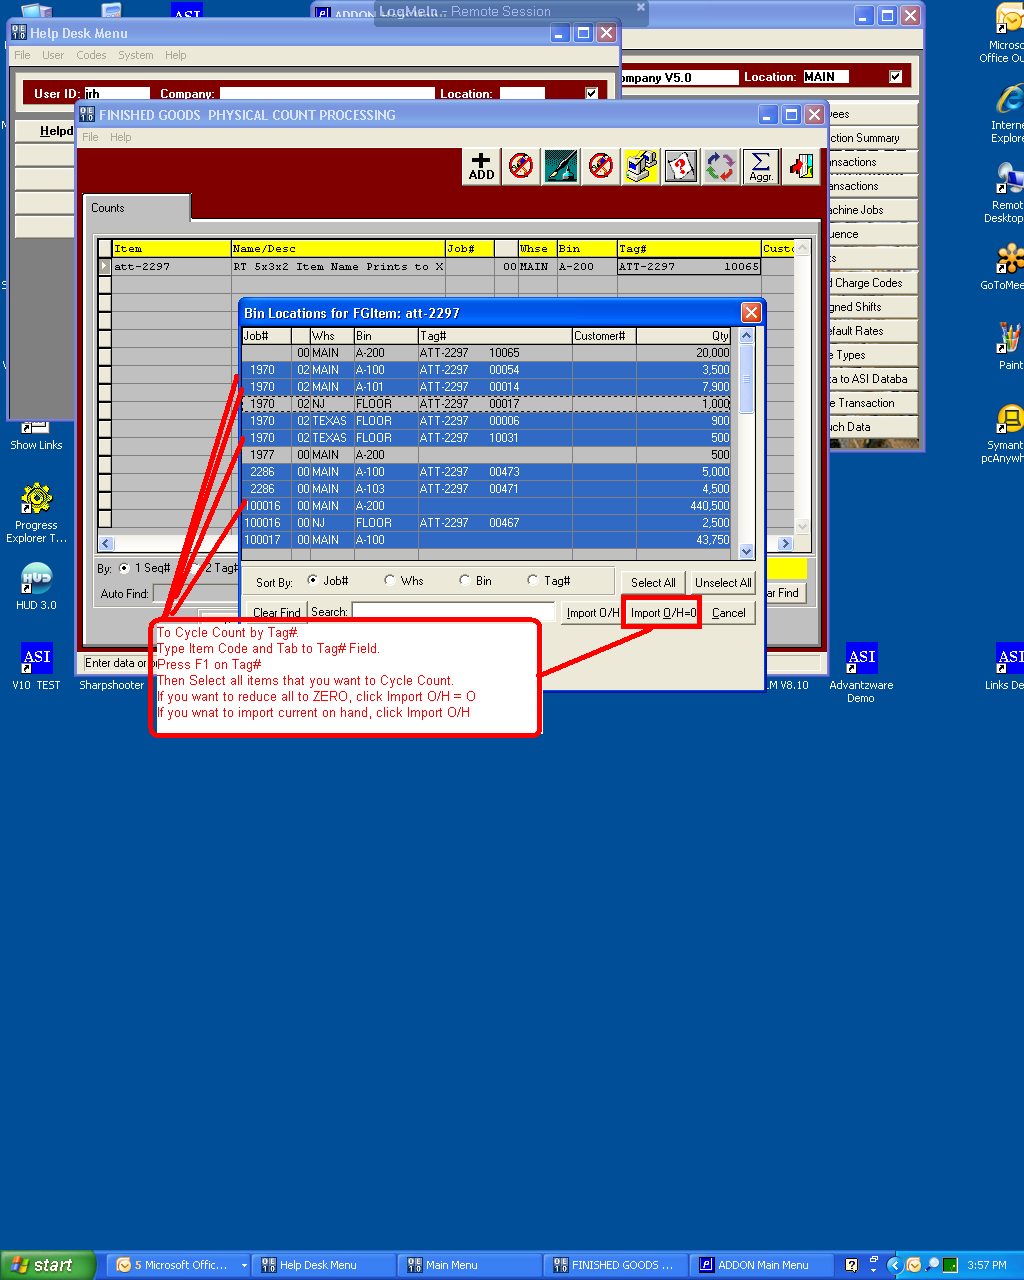 LogMeIn - Remote Session
ADDON
Help Desk Menu
File User Codes System Help
User ID: jrh Company: Location:
ompany V5.0 Location: MAIN
Helpd
FINISHED GOODS PHYSICAL COUNT PROCESSING
File Help
ADD
Aggr.
Counts
Item Name/Desc Job# Whse Bin Tag# Custo
att-2297 RT 5x3x2 Item Name Prints to X 00 MAIN A-200 ATT-2297 10065
Bin Locations for FGItem: att-2297
Job# Whs Bin Tag# Customer# Qty
00 MAIN A-200 ATT-2297 10065 20,000
1970 02 MAIN A-100 ATT-2297 00054 3,500
1970 02 MAIN A-101 ATT-2297 00014 7,900
1970 02 NJ FLOOR ATT-2297 00017 1,000
1970 02 TEXAS FLOOR ATT-2297 00006 900
1970 02 TEXAS FLOOR ATT-2297 10031 500
1977 00 MAIN A-200 500
2286 00 MAIN A-100 ATT-2297 00473 5,000
2286 00 MAIN A-103 ATT-2297 00471 4,500
100016 00 MAIN A-200 440,500
100016 00 NJ FLOOR ATT-2297 00467 2,500
100017 00 MAIN A-100 43,750
Sort By: Job# Whs Bin Tag# Select All Unselect All
Clear Find Search: Import O/H Import O/H=0 Cancel
By: 1 Seq# 2 Tag#
Auto Find:
ar Find
Enter data or p
To Cycle Count by Tag#.
Type Item Code and Tab to Tag# Field.
Press F1 on Tag#
Then Select all items that you want to Cycle Count.
If you want to reduce all to ZERO, click Import O/H = O
If you wnat to import current on hand, click Import O/H
yees
ction Summary
ansactions
ansactions
achine Jobs
uence
ts
d Charge Codes
igned Shifts
efault Rates
e Types
ta to ASI Databa
e Transaction
uch Data
Microso
Office Ou
Interne
Explore
Remot
Desktop
GoToMee
Paint
Symant
pcAnywh
ASI
Links De
Show Links
Progress
Explorer T...
HUD
HUD 3.0
ASI
V10 TEST
Sharpshooter
LM V8.10
ASI
Advantzware
Demo
ASI
start
5 Microsoft Offic...
Help Desk Menu
Main Menu
FINISHED GOODS ...
ADDON Main Menu
3:57 PM